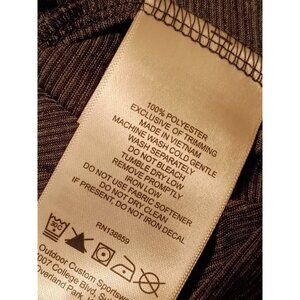 100% POLYESTER
EXCLUSIVE OF TRIMMING
MADE IN VIETNAM
MACHINE WASH COLD GENTLE
WASH SEPARATELY
DO NOT BLEACH
TUMBLE DRY LOW
REMOVE PROMPTLY
IRON LOW
DO NOT USE FABRIC SOFTENER
DO NOT DRY CLEAN
IF PRESENT, DO NOT IRON DECAL
RN138859
Outdoor Custom Sportswe
7007 College Blvd, S
Overland Park